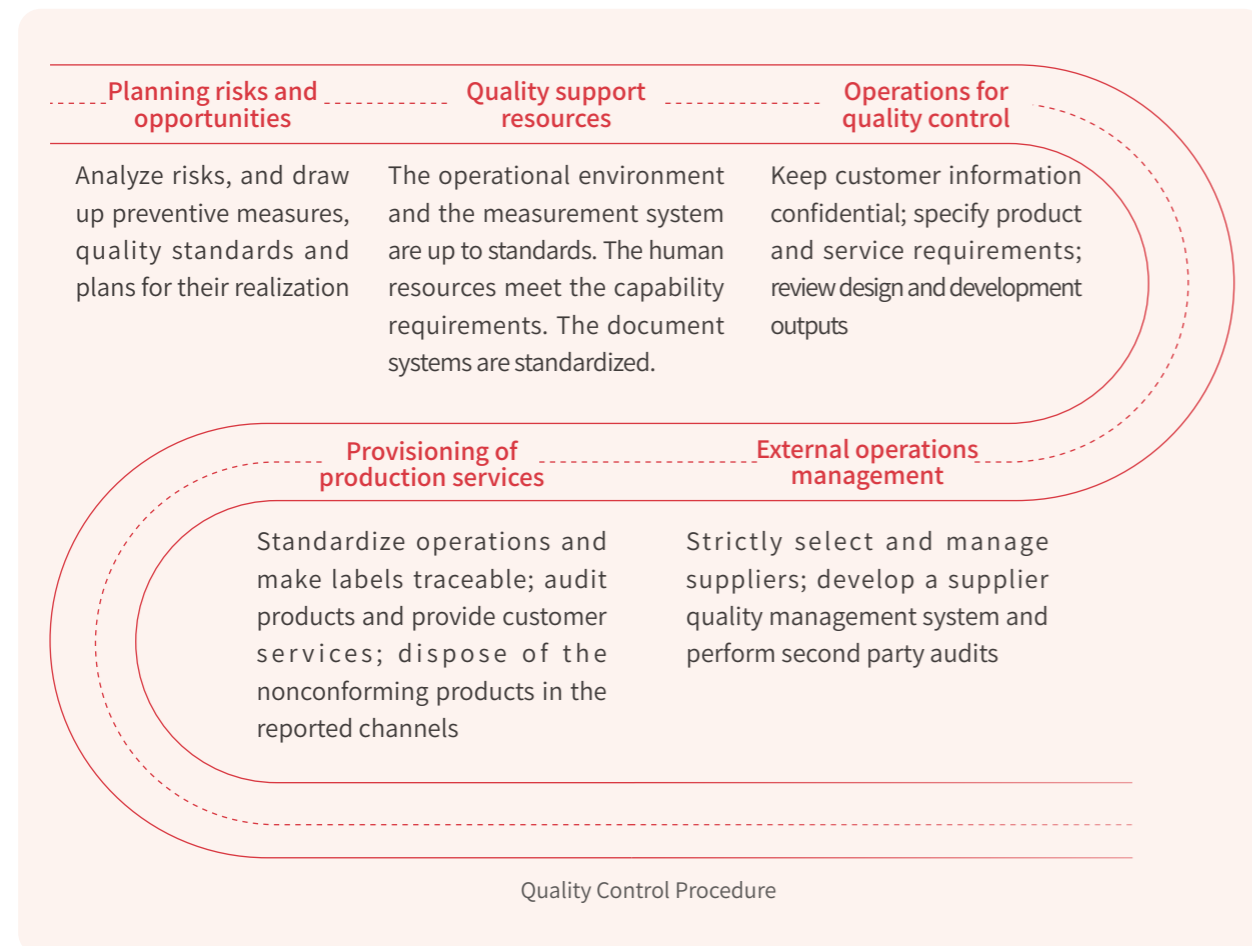 Planning risks and
opportunities
Analyze risks, and draw
up preventive measures,
quality standards and
plans for their realization
Quality support
resources
The operational environment
and the measurement system
are up to standards. The human
resources meet the capability
requirements. The document
systems are standardized.
Operations for
quality control
Keep customer information
confidential; specify product
and service requirements;
review design and development
outputs
External operations
management
Strictly select and manage
suppliers; develop a supplier
quality management system and
perform second party audits
Provisioning of
production services
Standardize operations and
make labels traceable; audit
products and provide customer
services; dispose of the
nonconforming products in the
reported channels
Quality Control Procedure